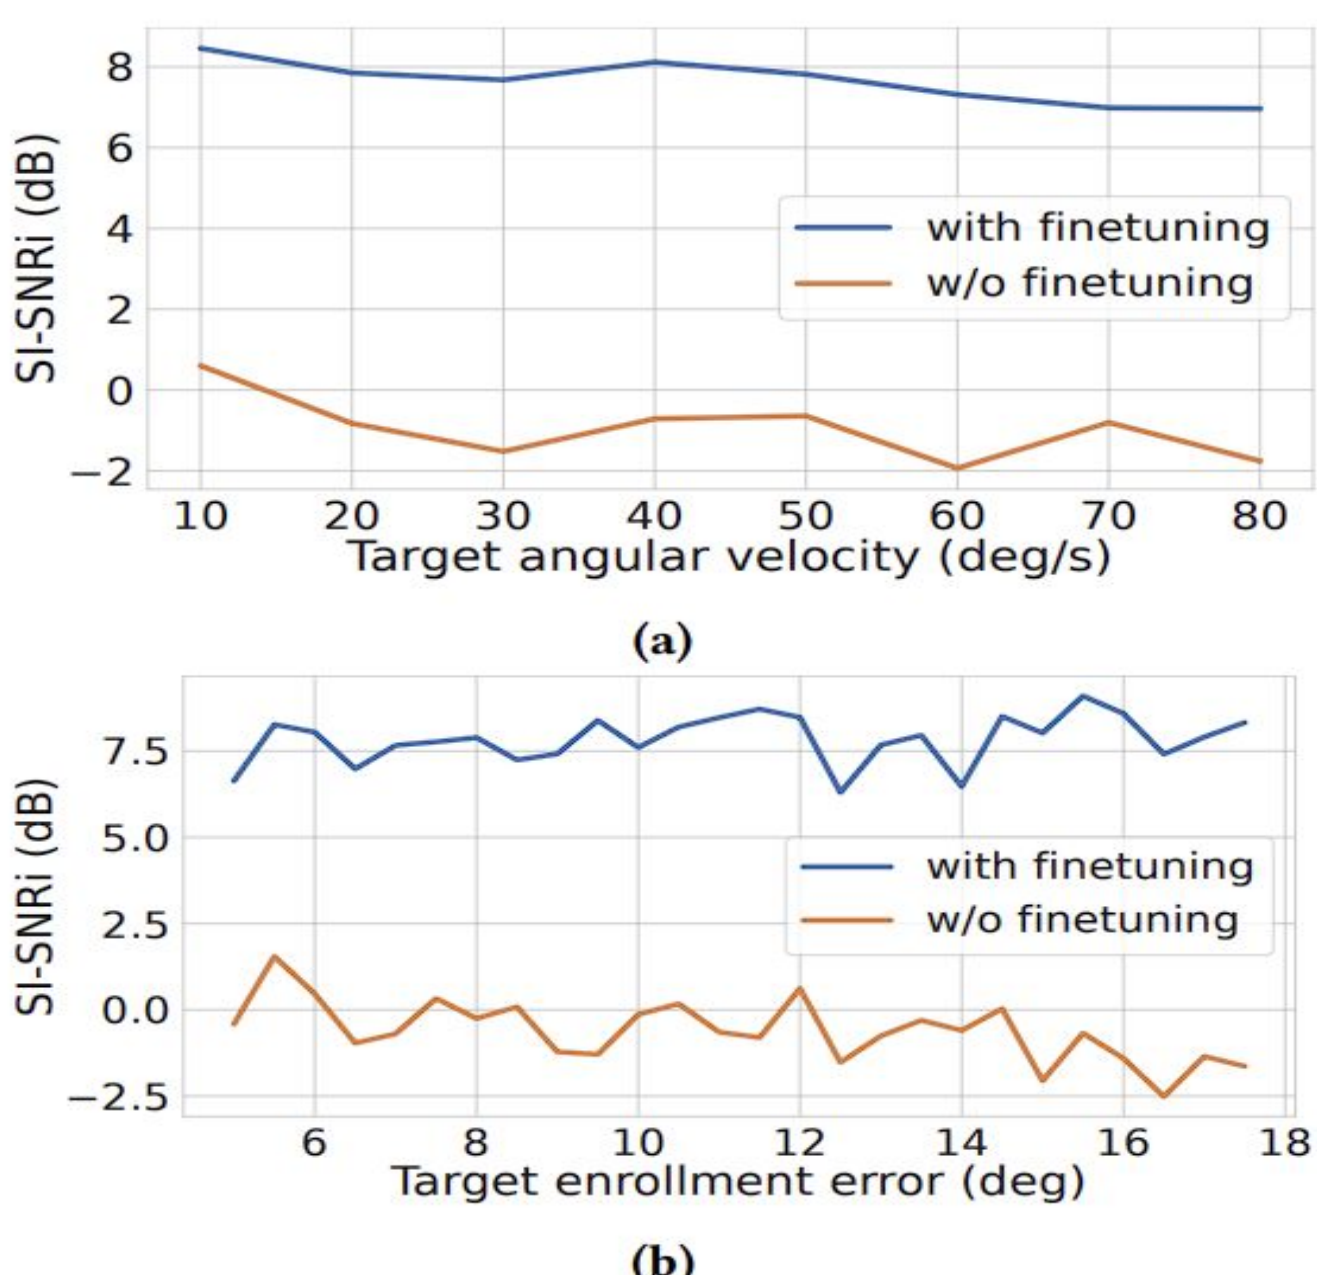 SI-SNRi (dB)
8
6
4
2
0
−2
with finetuning
w/o finetuning
10 20 30 40 50 60 70 80
Target angular velocity (deg/s)
(a)
SI-SNRi (dB)
7.5
5.0
2.5
0.0
−2.5
with finetuning
w/o finetuning
6 8 10 12 14 16 18
Target enrollment error (deg)
(b)